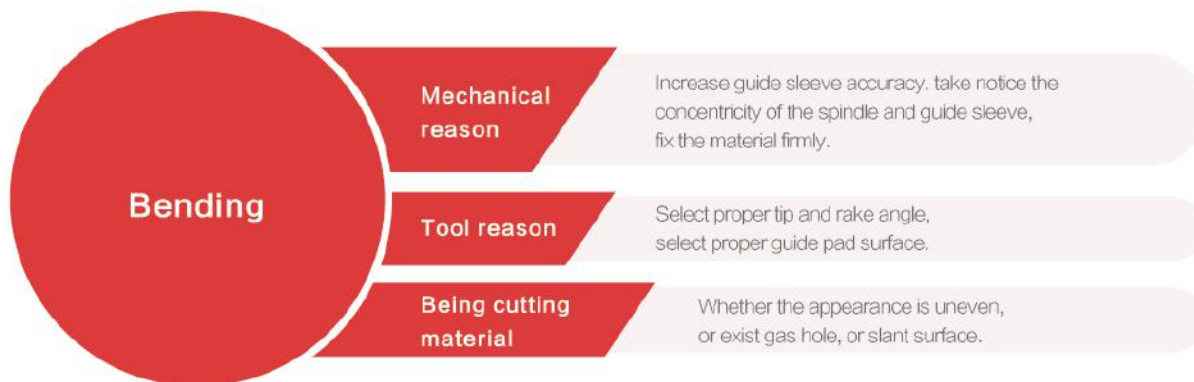 Bending
Mechanical
reason
Increase guide sleeve accuracy. take notice the
concentricity of the spindle and guide sleeve,
fix the material firmly.
Tool reason
Select proper tip and rake angle,
select proper guide pad surface.
Being cutting
material
Whether the appearance is uneven,
or exist gas hole, or slant surface.